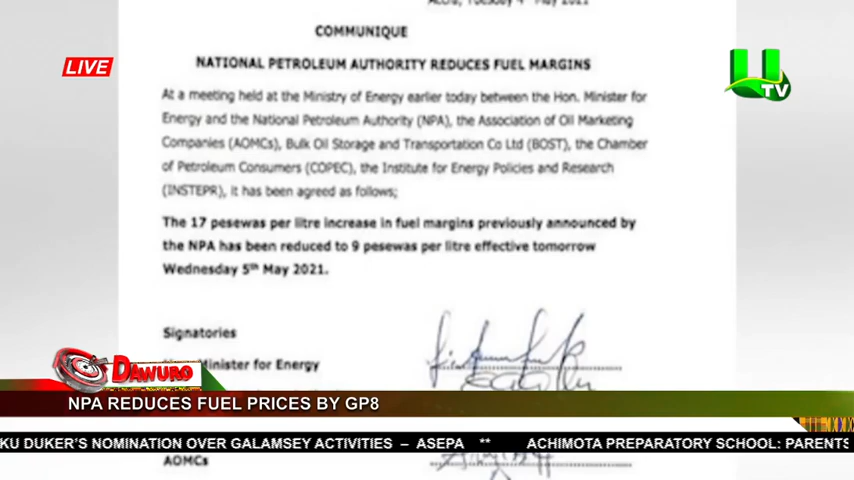 Accra, Tuesday 4th May 2021
COMMUNIQUE
NATIONAL PETROLEUM AUTHORITY REDUCES FUEL MARGINS
LIVE
U
TV
At a meeting held at the Ministry of Energy earlier today between the Hon. Minister for
Energy and the National Petroleum Authority (NPA), the Association of Oil Marketing
Companies (AOMCs), Bulk Oil Storage and Transportation Co Ltd (BOST), the Chamber
of Petroleum Consumers (COPEC), the Institute for Energy Policies and Research
(INSTEPR), it has been agreed as follows;
The 17 pesewas per litre increase in fuel margins previously announced by
the NPA has been reduced to 9 pesewas per litre effective tomorrow
Wednesday 5th May 2021.
Signatories
Minister for Energy
DAWURO
NPA REDUCES FUEL PRICES BY GP8
KU DUKER'S NOMINATION OVER GALAMSEY ACTIVITIES – ASEPA ** ACHIMOTA PREPARATORY SCHOOL: PARENTS
AOMCs